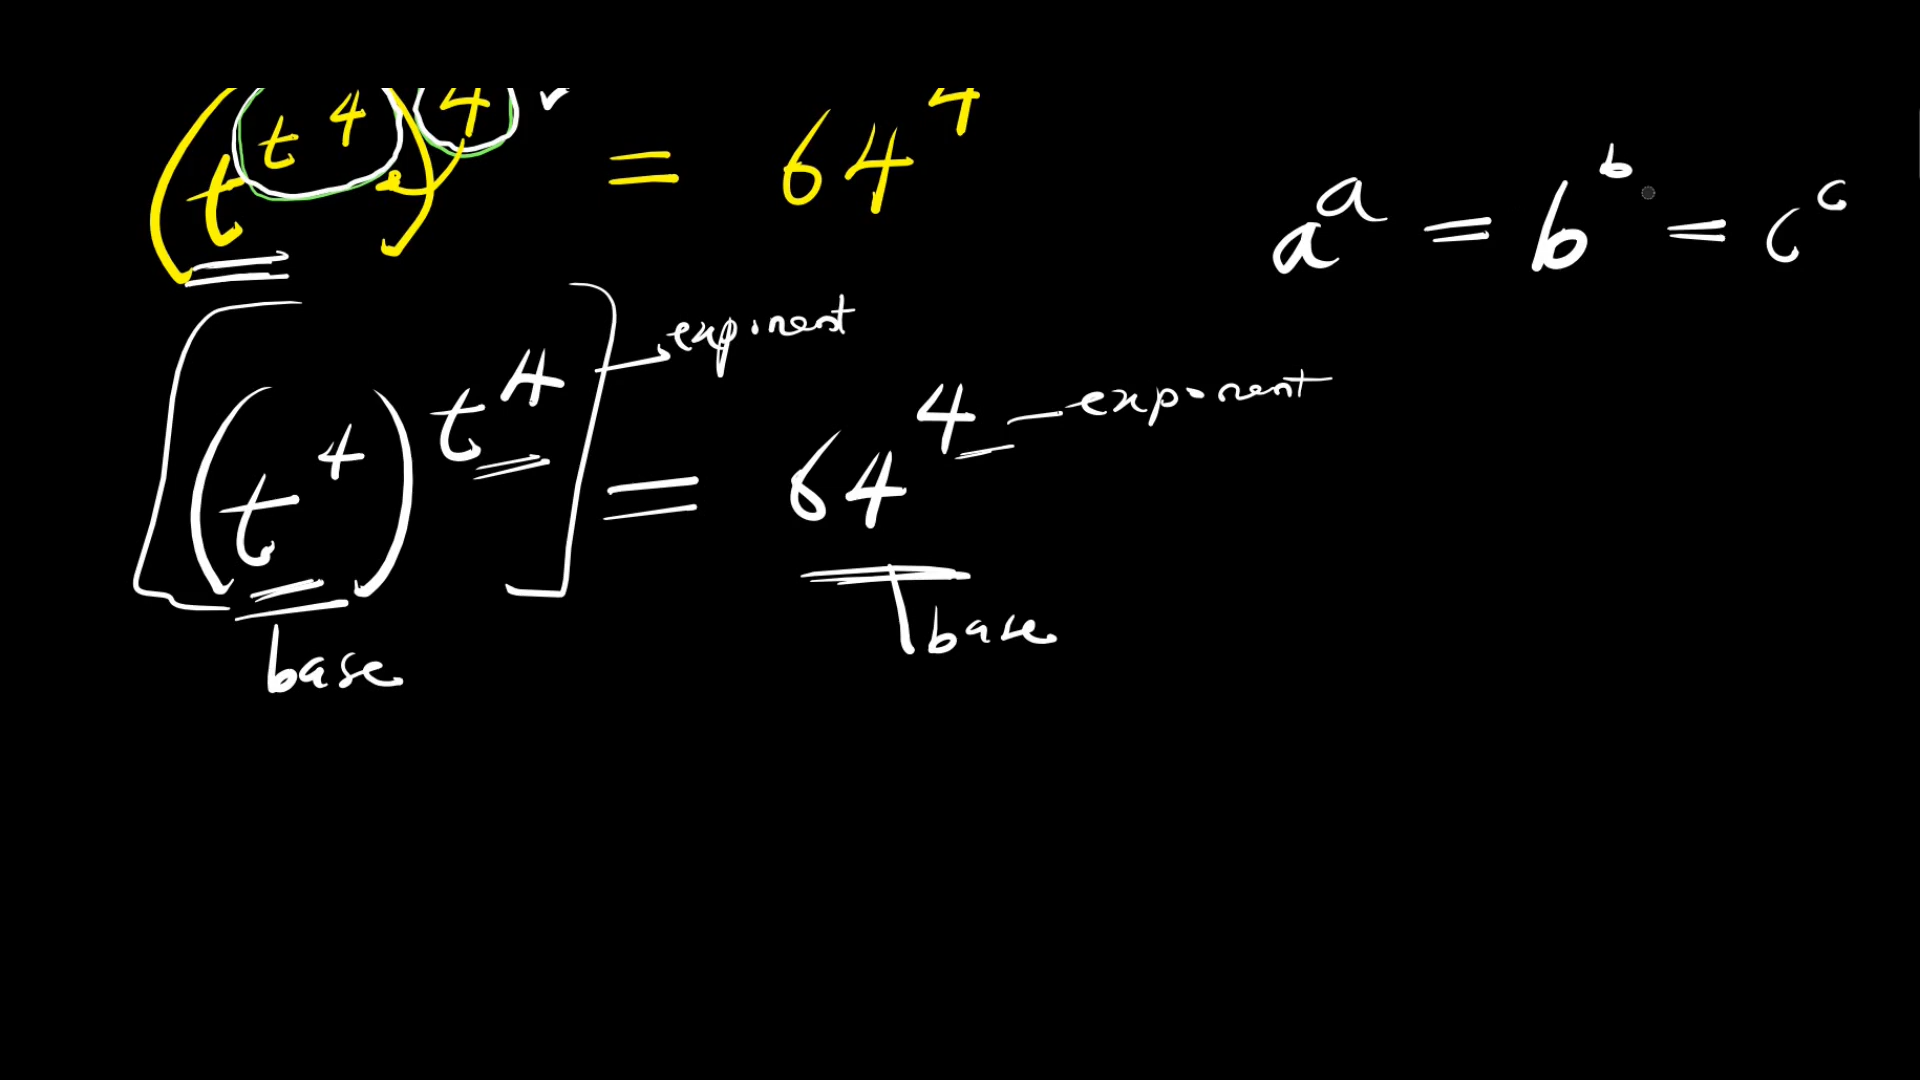 (t^{t^4})^4 = 64^4
a^a = b^b = c^c
[(t^4)^{t^4}] = 64^4
exponent
exponent
base
base